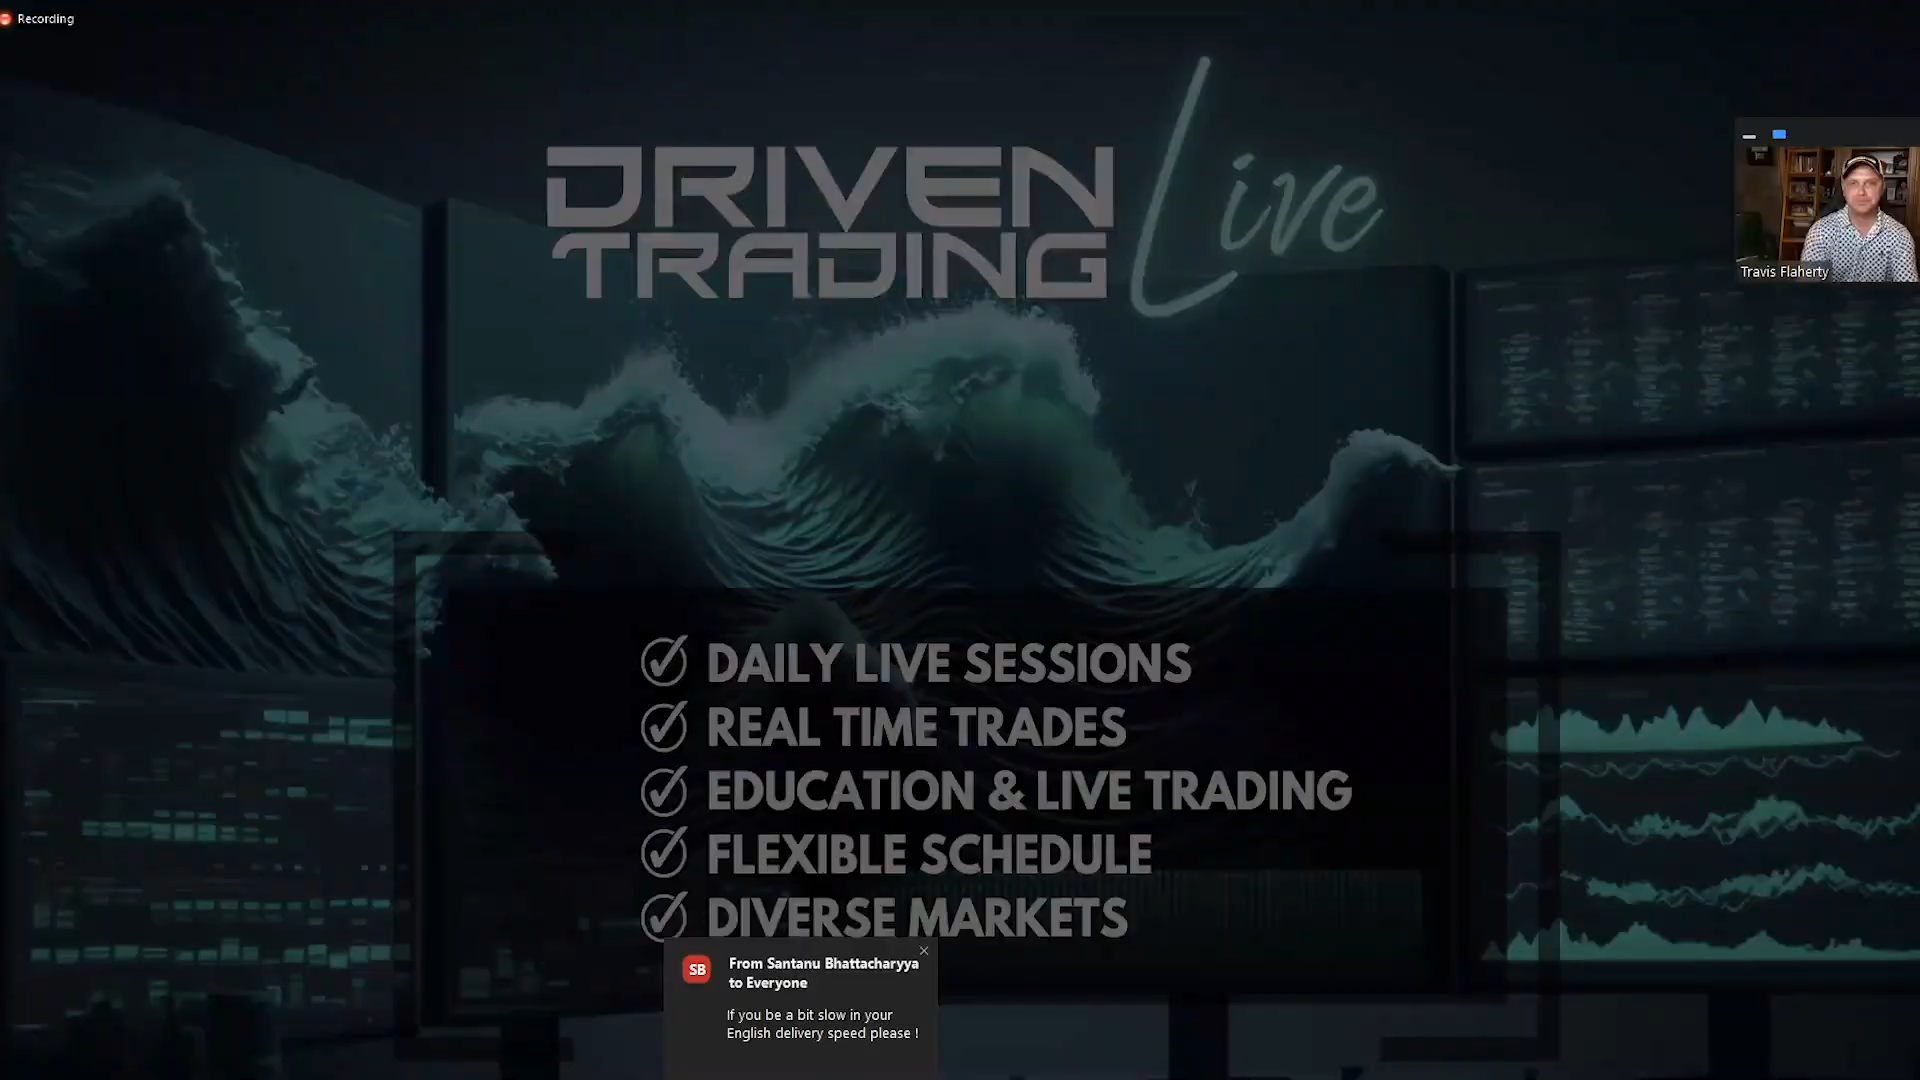 Recording
DRIVEN
TRADING
Live
Travis Flaherty
DAILY LIVE SESSIONS
REAL TIME TRADES
EDUCATION & LIVE TRADING
FLEXIBLE SCHEDULE
DIVERSE MARKETS
SB
From Santanu Bhattacharyya
to Everyone
If you be a bit slow in your
English delivery speed please !